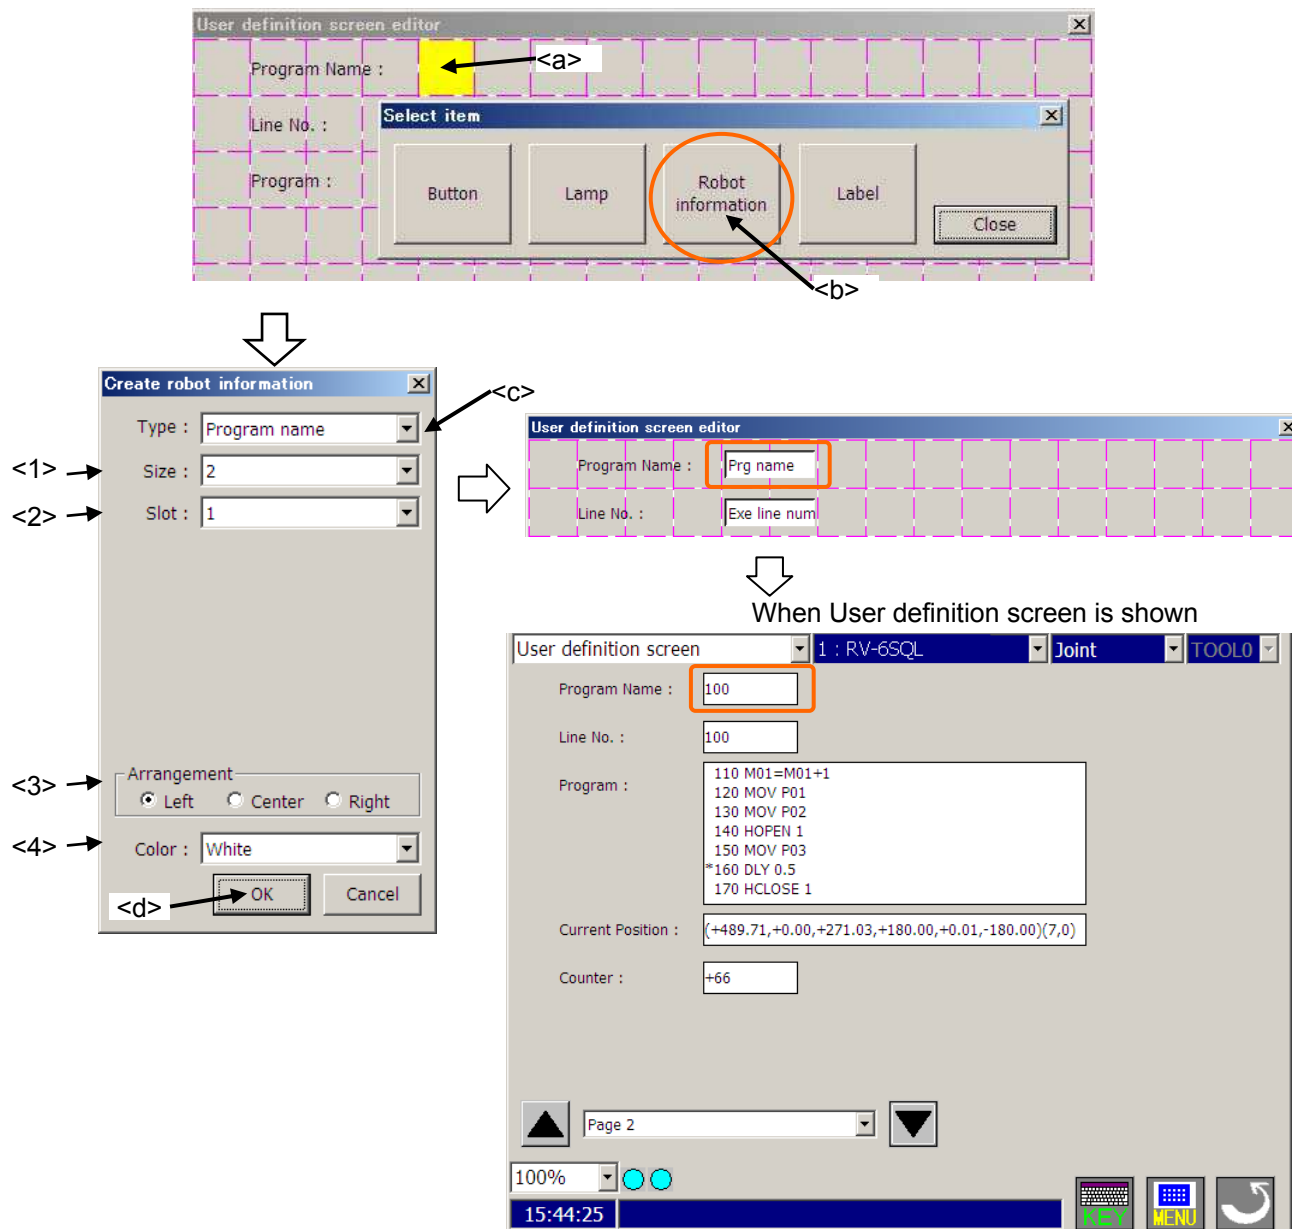 User definition screen editor
Program Name :
<a>
Line No. :
Select item
Program :
Button
Lamp
Robot
information
Label
Close
<b>
Create robot information
<c>
Type : Program name
<1>
Size : 2
<2>
Slot : 1
<3>
Arrangement
Left Center Right
<4>
Color : White
<d>
OK Cancel
User definition screen editor
Program Name : Prg name
Line No. : Exe line num
When User definition screen is shown
User definition screen 1 : RV-6SQL Joint TOOL0
Program Name : 100
Line No. : 100
Program :
110 M01=M01+1
120 MOV P01
130 MOV P02
140 HOPEN 1
150 MOV P03
*160 DLY 0.5
170 HCLOSE 1
Current Position : (+489.71,+0.00,+271.03,+180.00,+0.01,-180.00)(7,0)
Counter : +66
Page 2
100%
15:44:25
KEY MENU